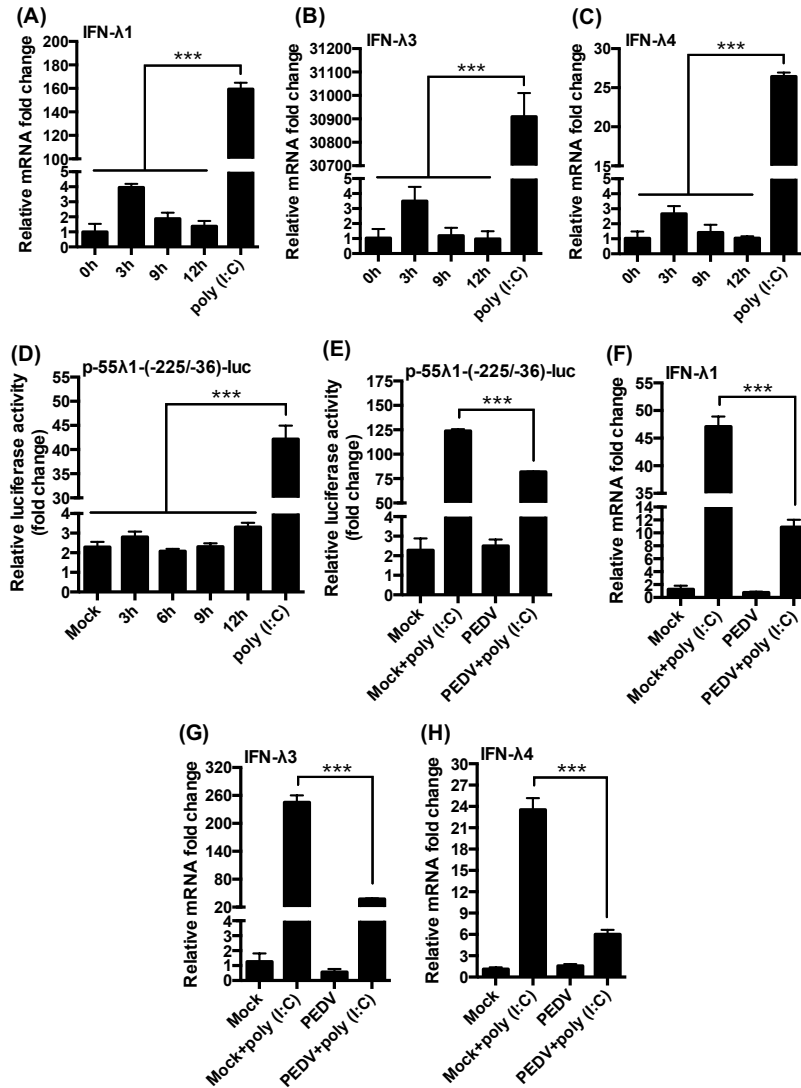 (A)
IFN-λ1
***
Relative mRNA fold change
200
180
160
140
120
100
80
60
5
4
3
2
1
0
0h
3h
9h
12h
poly (I:C)
(B)
IFN-λ3
***
Relative mRNA fold change
31200
31100
31000
30900
30800
30700
5
4
3
2
1
0
0h
3h
9h
12h
poly (I:C)
(C)
IFN-λ4
***
Relative mRNA fold change
30
25
20
15
5
4
3
2
1
0
0h
3h
9h
12h
poly (I:C)
(D)
p-55λ1-(-225/-36)-luc
***
Relative luciferase activity
(fold change)
55
50
45
40
35
30
5
4
3
2
1
0
Mock
3h
6h
9h
12h
poly (I:C)
(E)
p-55λ1-(-225/-36)-luc
***
Relative luciferase activity
(fold change)
175
150
125
100
75
50
4
3
2
1
0
Mock
Mock+poly (I:C)
PEDV
PEDV+poly (I:C)
(F)
IFN-λ1
***
Relative mRNA fold change
55
50
45
40
35
30
14
12
10
8
6
4
2
0
Mock
Mock+poly (I:C)
PEDV
PEDV+poly (I:C)
(G)
IFN-λ3
***
Relative mRNA fold change
300
260
220
180
140
100
60
20
4
3
2
1
0
Mock
Mock+poly (I:C)
PEDV
PEDV+poly (I:C)
(H)
IFN-λ4
***
Relative mRNA fold change
30
27
24
21
18
15
12
9
6
3
0
Mock
Mock+poly (I:C)
PEDV
PEDV+poly (I:C)